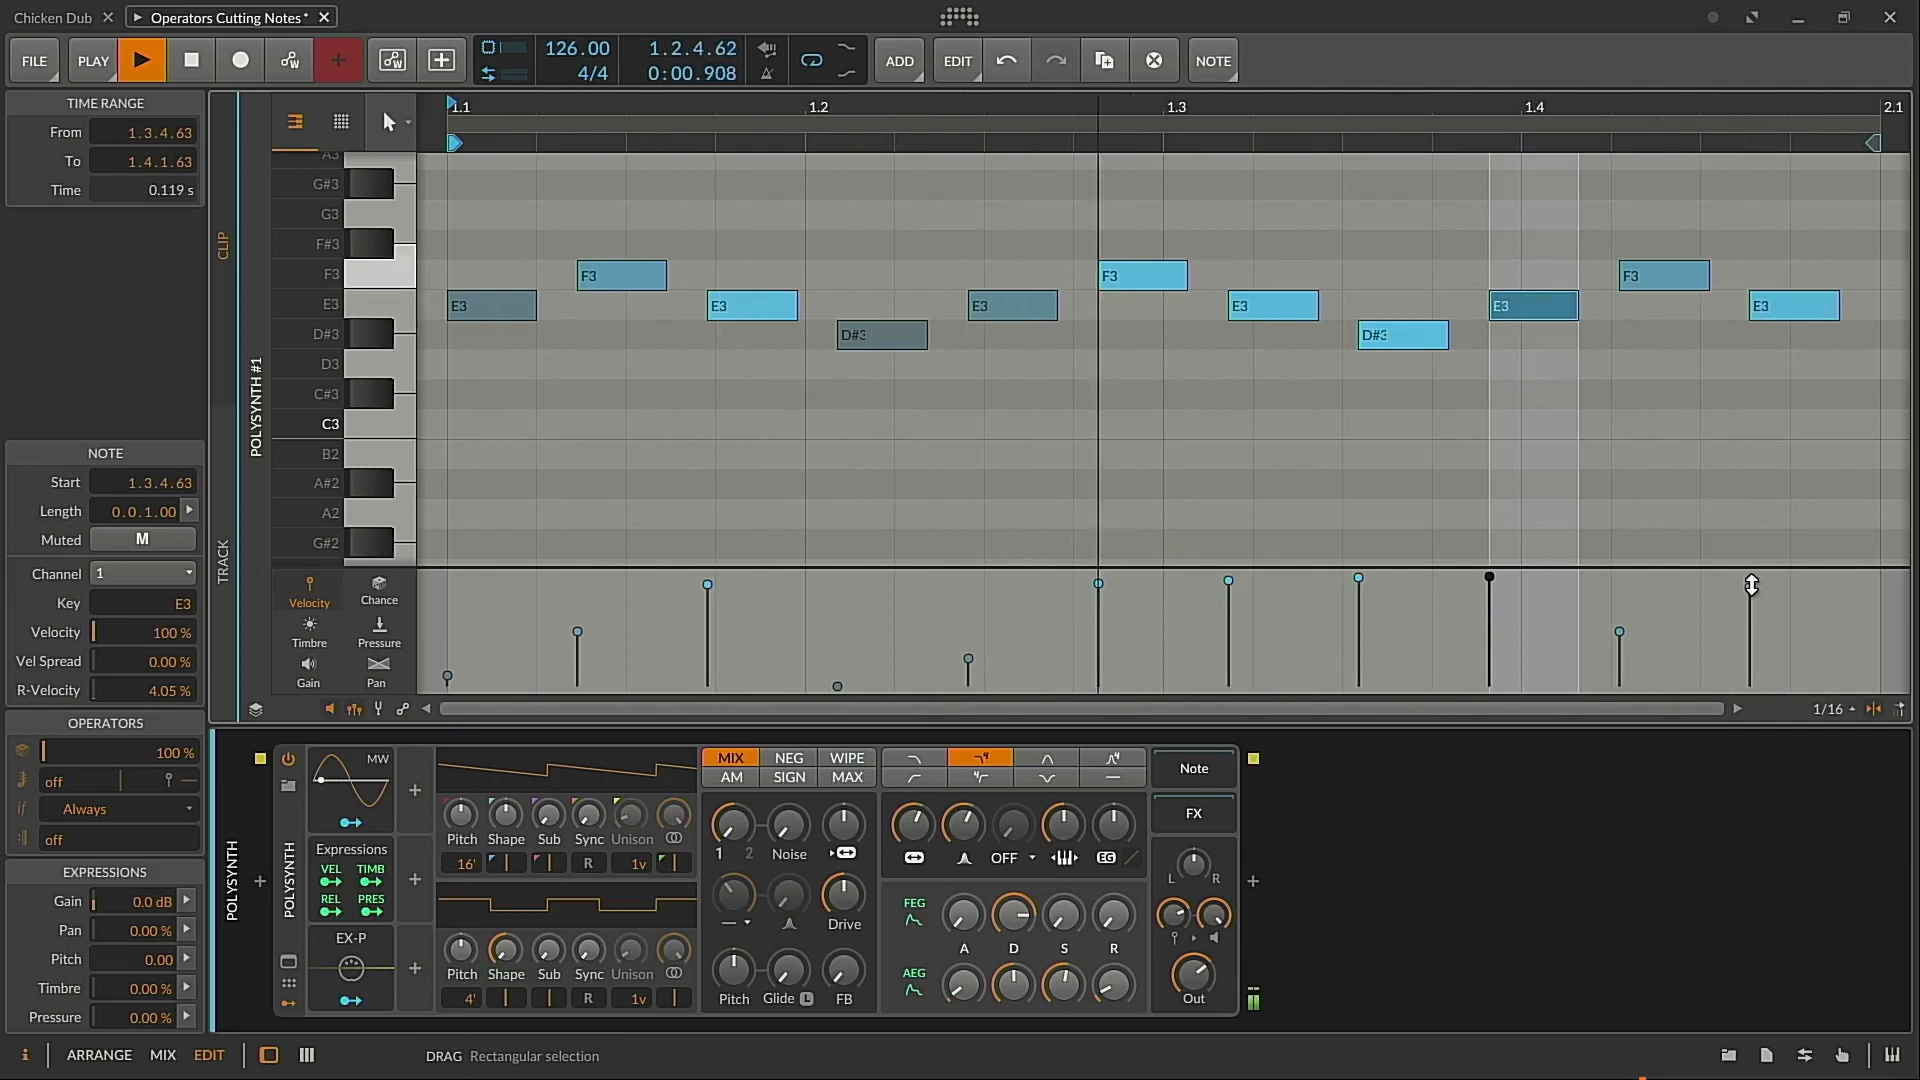 Chicken Dub
Operators Cutting Notes*
FILE
PLAY
126.00
4/4
1.2.4.62
0:00.908
ADD
EDIT
NOTE
TIME RANGE
From 1.3.4.63
To 1.4.1.63
Time 0.119 s
CLIP
TRACK
POLYSYNTH #1
1.1
1.2
1.3
1.4
2.1
A3
G#3
G3
F#3
F3
E3
D#3
D3
C#3
C3
B2
A#2
A2
G#2
E3
F3
E3
D#3
E3
F3
E3
D#3
E3
F3
E3
NOTE
Start 1.3.4.63
Length 0.0.1.00
Muted M
Channel 1
Key E3
Velocity 100 %
Vel Spread 0.00 %
R-Velocity 4.05 %
Velocity
Chance
Timbre
Pressure
Gain
Pan
1/16
OPERATORS
100 %
off
Always
off
EXPRESSIONS
Gain 0.0 dB
Pan 0.00 %
Pitch 0.00
Timbre 0.00 %
Pressure 0.00 %
POLYSYNTH
POLYSYNTH
MW
Expressions
VEL TIMB
REL PRES
EX-P
Pitch Shape Sub Sync Unison
16' R 1v
Pitch Shape Sub Sync Unison
4' R 1v
MIX NEG WIPE
AM SIGN MAX
1 2 Noise
Drive
Pitch Glide L FB
OFF
EG
FEG
A D S R
AEG
Note
FX
L R
Out
i
ARRANGE MIX EDIT
DRAG Rectangular selection